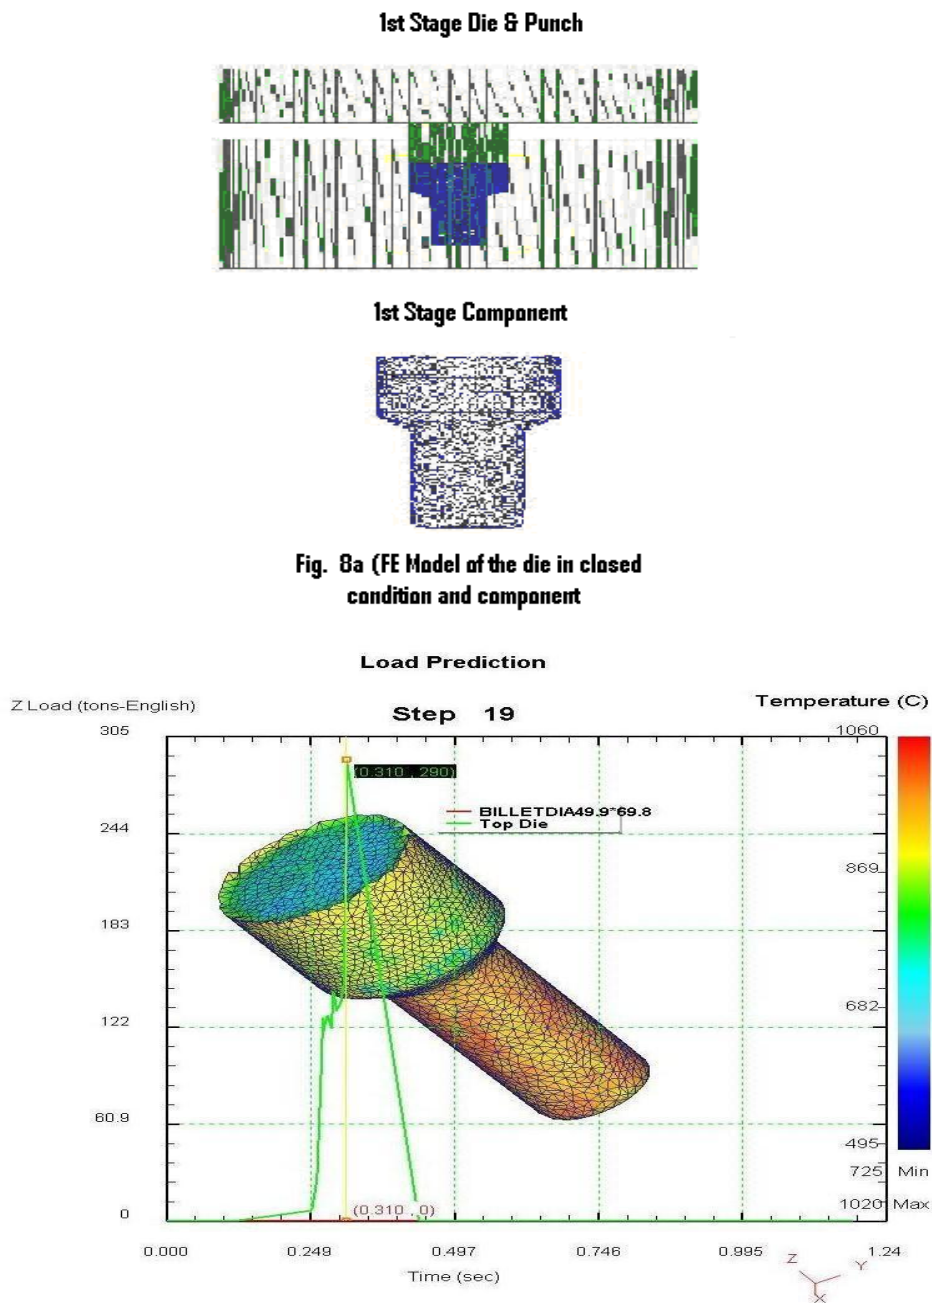 1st Stage Die & Punch
1st Stage Component
Fig. 8a (FE Model of the die in closed
condition and component
Load Prediction
Z Load (tons-English)
Step 19
Temperature (C)
305
1060
(0.310 , 290)
BILLETDIA49.9*69.8
Top Die
244
869
183
682
122
60.9
495
725 Min
1020 Max
(0.310 , 0)
0
0.000
0.249
0.497
0.746
0.995
1.24
Time (sec)
Z
Y
X